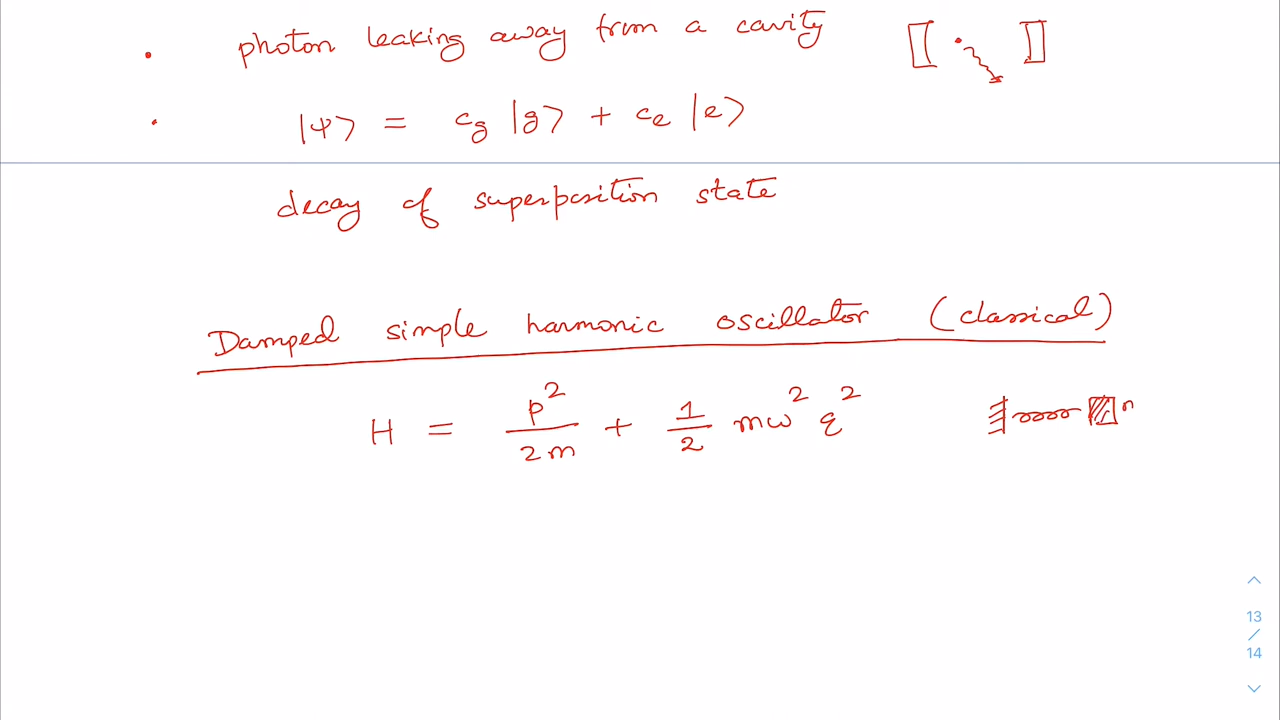 • photon leaking away from a cavity
• |ψ⟩ = c_g |g⟩ + c_e |e⟩
decay of superposition state
Damped simple harmonic oscillator (classical)
H = p²/2m + 1/2 mω² q²
13
/
14